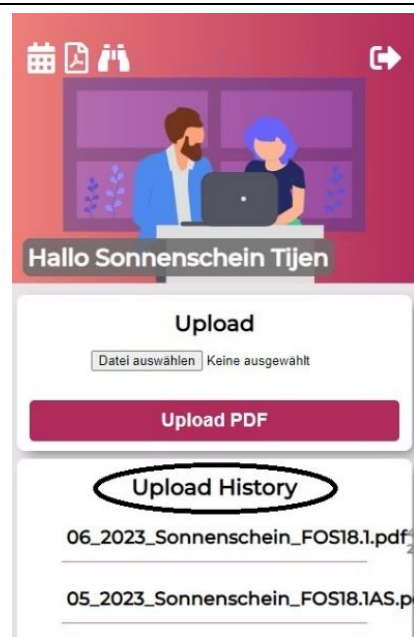 Hallo Sonnenschein Tijen
Upload
Datei auswählen Keine ausgewählt
Upload PDF
Upload History
06_2023_Sonnenschein_FOS18.1.pdf
05_2023_Sonnenschein_FOS18.1AS.p